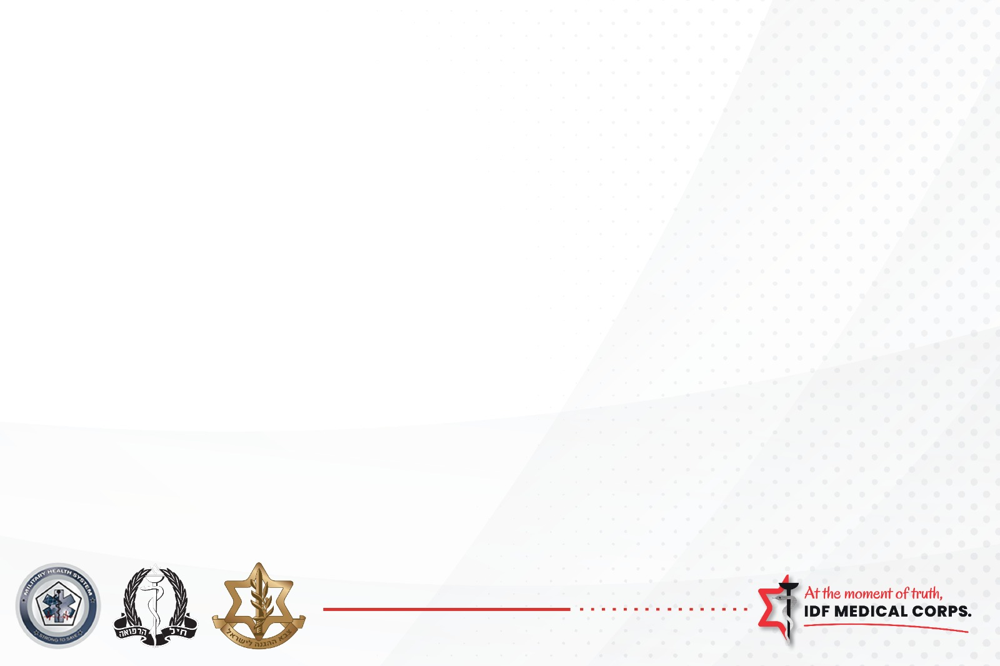 MILITARY HEALTH SYSTEM
STRONG TO SAVE
חיל הרפואה
צבא ההגנה לישראל
At the moment of truth,
IDF MEDICAL CORPS.